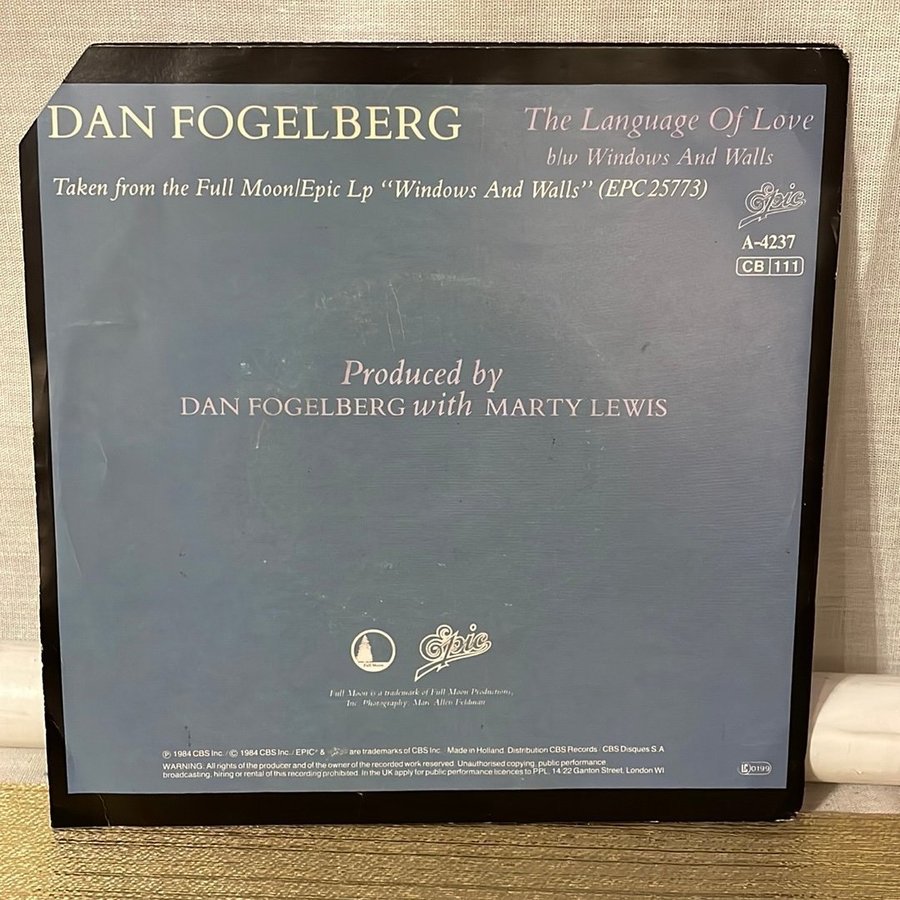 DAN FOGELBERG
The Language Of Love
b/w Windows And Walls
Taken from the Full Moon/Epic Lp “Windows And Walls” (EPC 25773)
Epic
A-4237
CB 111
Produced by
DAN FOGELBERG with MARTY LEWIS
Full Moon
Epic
Full Moon is a trademark of Full Moon Productions,
Inc. Photography: Marc Allen Feldman
℗ 1984 CBS Inc. / © 1984 CBS Inc. / EPIC® & Epic are trademarks of CBS Inc. / Made in Holland. Distribution CBS Records / CBS Disques S.A.
WARNING: All rights of the producer and of the owner of the recorded work reserved. Unauthorised copying, public performance
broadcasting, hiring or rental of this recording prohibited. In the UK apply for public performance licences to PPL, 14-22 Ganton Street, London WI
LC 0199